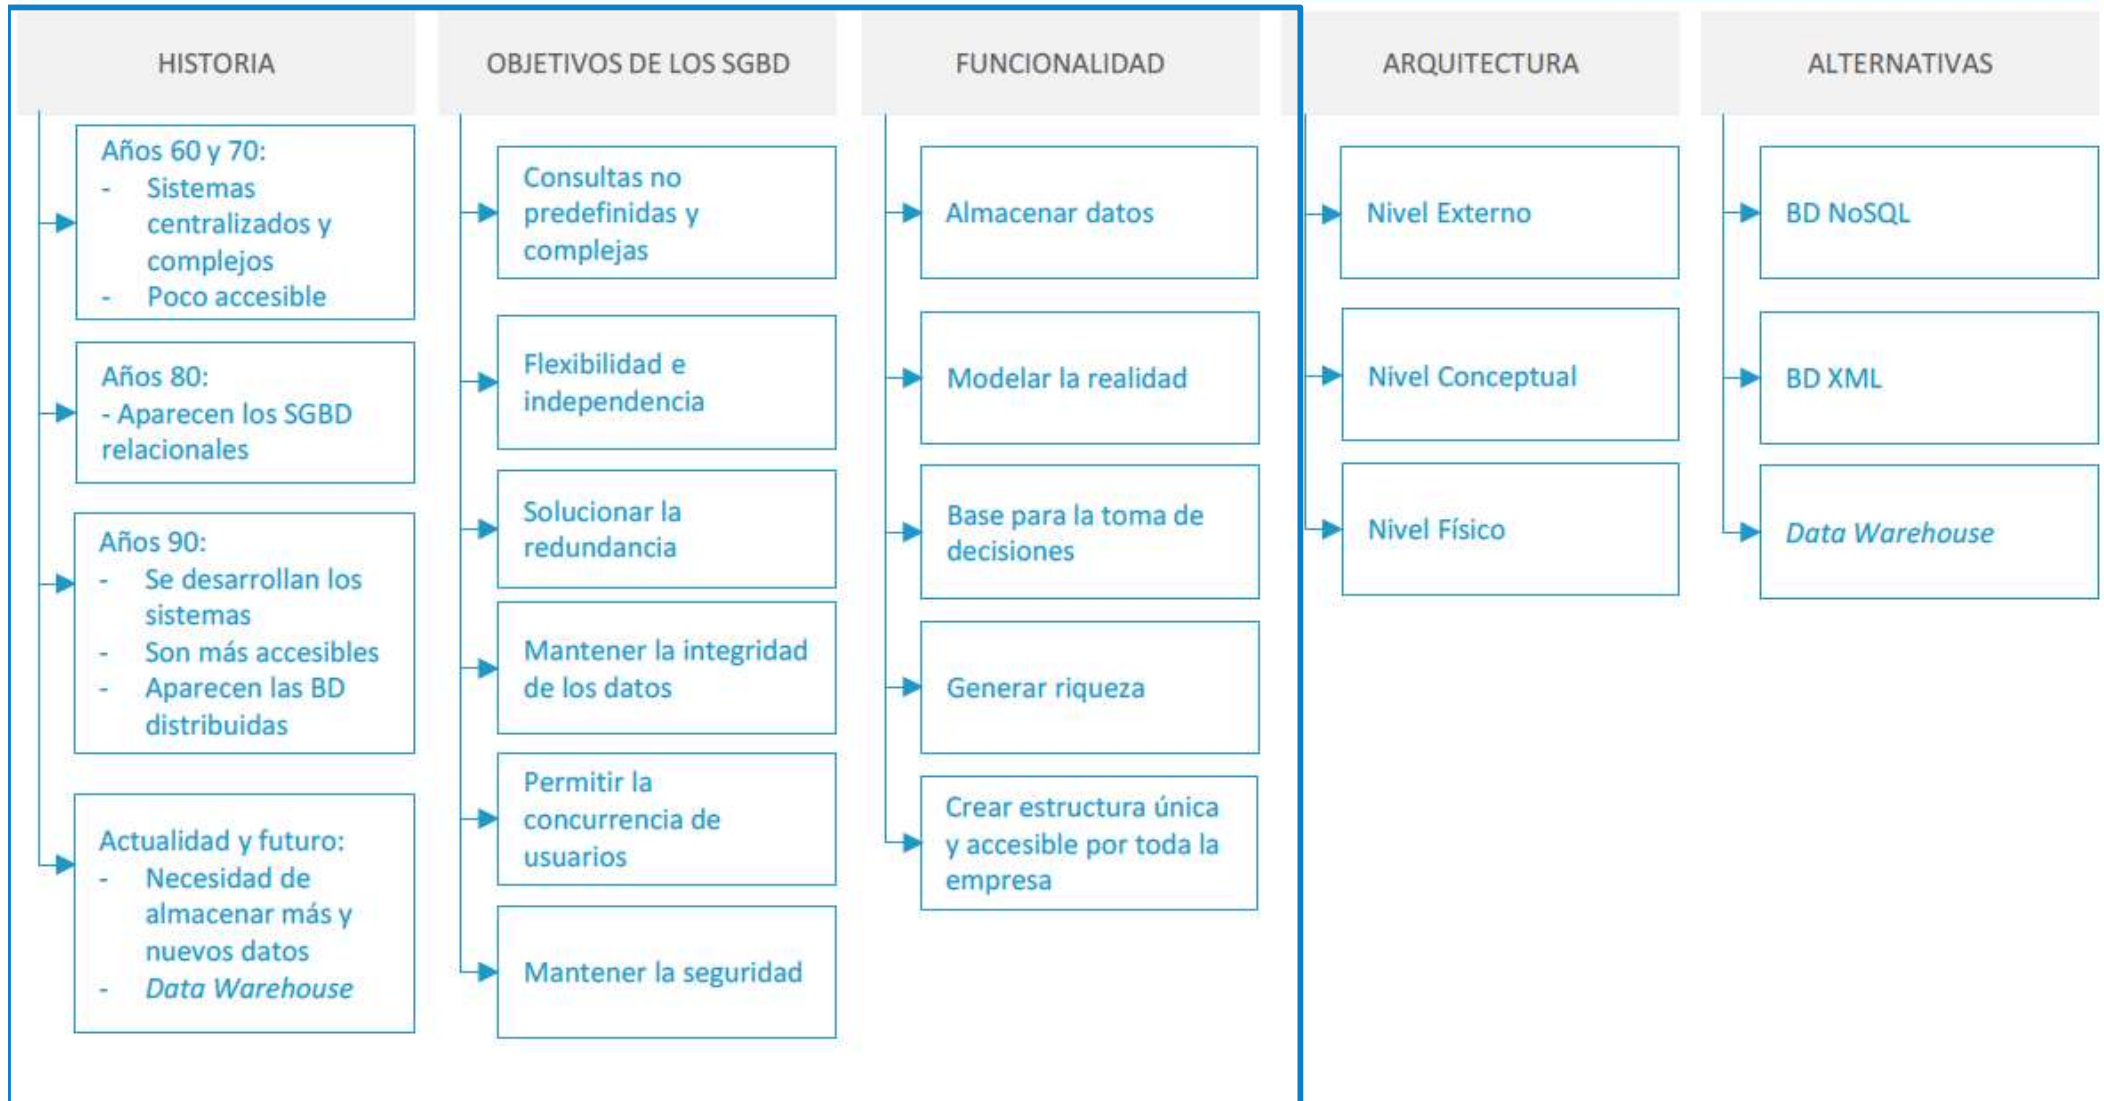 HISTORIA
Años 60 y 70:
- Sistemas
centralizados y
complejos
- Poco accesible
Años 80:
- Aparecen los SGBD
relacionales
Años 90:
- Se desarrollan los
sistemas
- Son más accesibles
- Aparecen las BD
distribuidas
Actualidad y futuro:
- Necesidad de
almacenar más y
nuevos datos
- Data Warehouse
OBJETIVOS DE LOS SGBD
Consultas no
predefinidas y
complejas
Flexibilidad e
independencia
Solucionar la
redundancia
Mantener la integridad
de los datos
Permitir la
concurrencia de
usuarios
Mantener la seguridad
FUNCIONALIDAD
Almacenar datos
Modelar la realidad
Base para la toma de
decisiones
Generar riqueza
Crear estructura única
y accesible por toda la
empresa
ARQUITECTURA
Nivel Externo
Nivel Conceptual
Nivel Físico
ALTERNATIVAS
BD NoSQL
BD XML
Data Warehouse